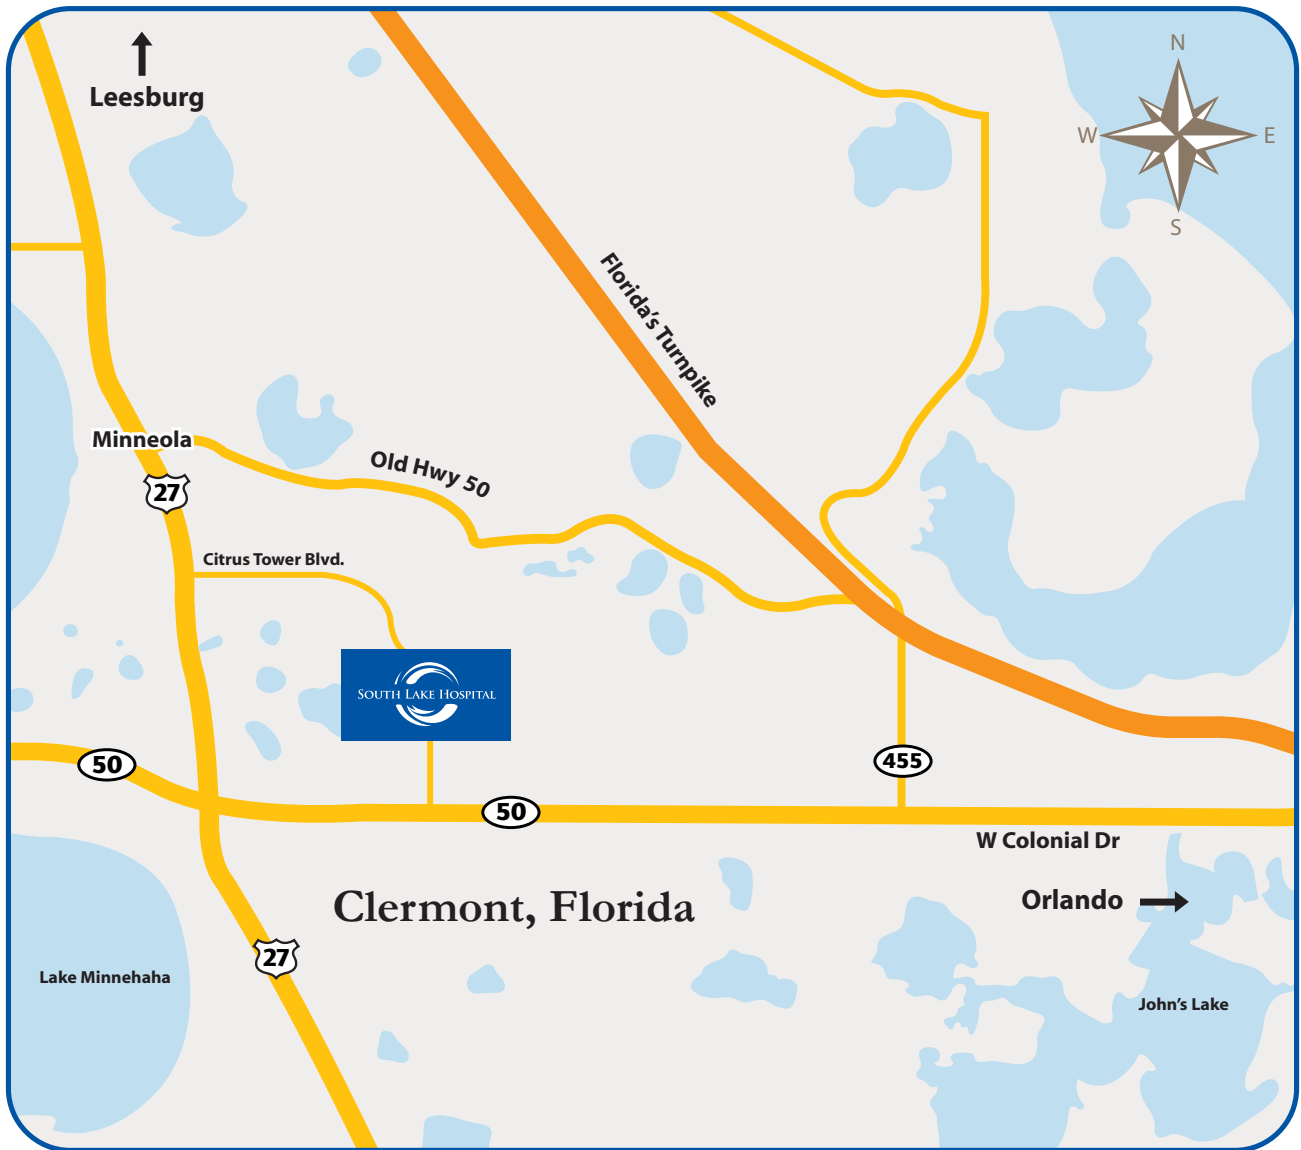 N
Leesburg
W
E
S
Florida's Turnpike
Minneola
Old Hwy 50
27
Citrus Tower Blvd.
South Lake Hospital
50
455
50
W Colonial Dr
Clermont, Florida
Orlando
27
Lake Minnehaha
John's Lake